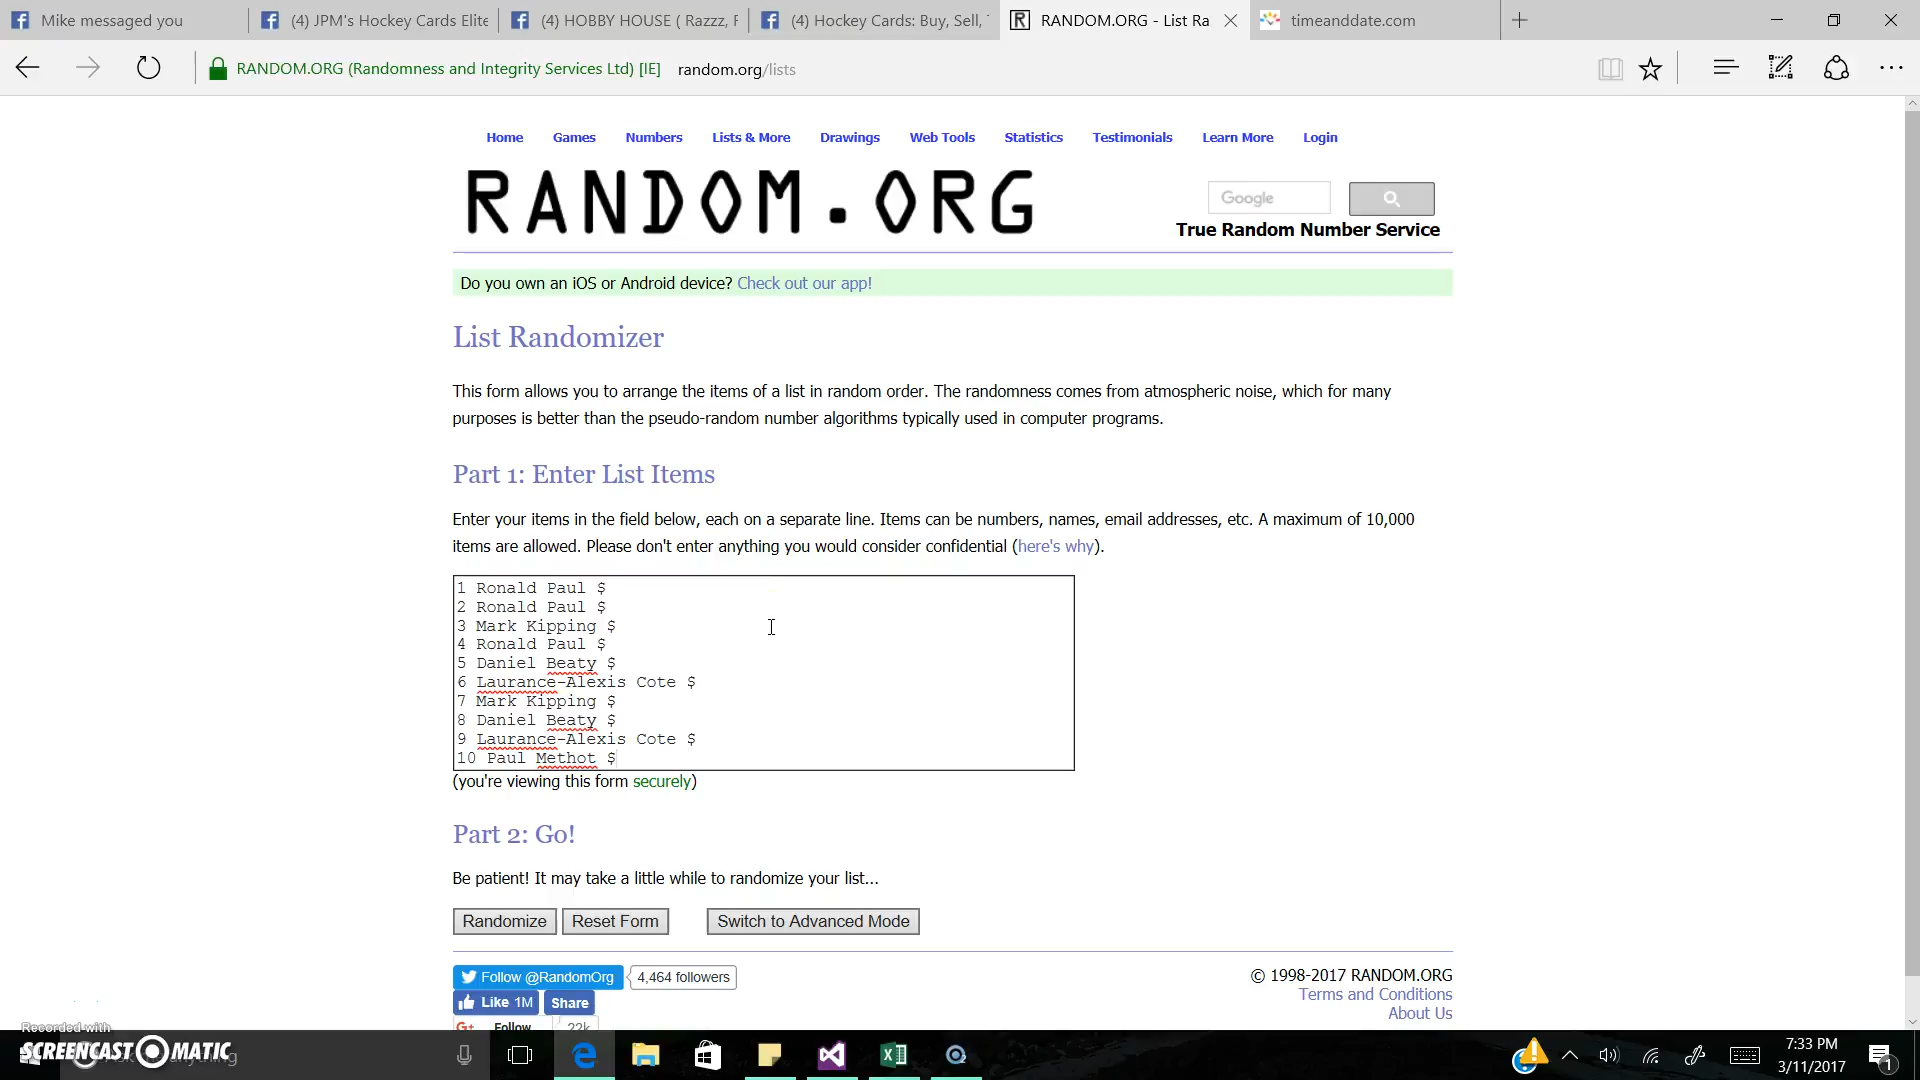 Mike messaged you
(4) JPM's Hockey Cards Elite
(4) HOBBY HOUSE ( Razzz, F
(4) Hockey Cards: Buy, Sell,
RANDOM.ORG - List Ra
timeanddate.com
RANDOM.ORG (Randomness and Integrity Services Ltd) [IE]
random.org/lists
Home Games Numbers Lists & More Drawings Web Tools Statistics Testimonials Learn More Login
RANDOM.ORG
Google
True Random Number Service
Do you own an iOS or Android device? Check out our app!
List Randomizer
This form allows you to arrange the items of a list in random order. The randomness comes from atmospheric noise, which for many
purposes is better than the pseudo-random number algorithms typically used in computer programs.
Part 1: Enter List Items
Enter your items in the field below, each on a separate line. Items can be numbers, names, email addresses, etc. A maximum of 10,000
items are allowed. Please don't enter anything you would consider confidential (here's why).
1 Ronald Paul $
2 Ronald Paul $
3 Mark Kipping $
4 Ronald Paul $
5 Daniel Beaty $
6 Laurance-Alexis Cote $
7 Mark Kipping $
8 Daniel Beaty $
9 Laurance-Alexis Cote $
10 Paul Methot $
(you're viewing this form securely)
Part 2: Go!
Be patient! It may take a little while to randomize your list...
Randomize Reset Form Switch to Advanced Mode
Follow @RandomOrg 4,464 followers
Like 1M Share
G+ Follow 22k
© 1998-2017 RANDOM.ORG
Terms and Conditions
About Us
Recorded with
SCREENCAST-O-MATIC
anything
7:33 PM
3/11/2017
1